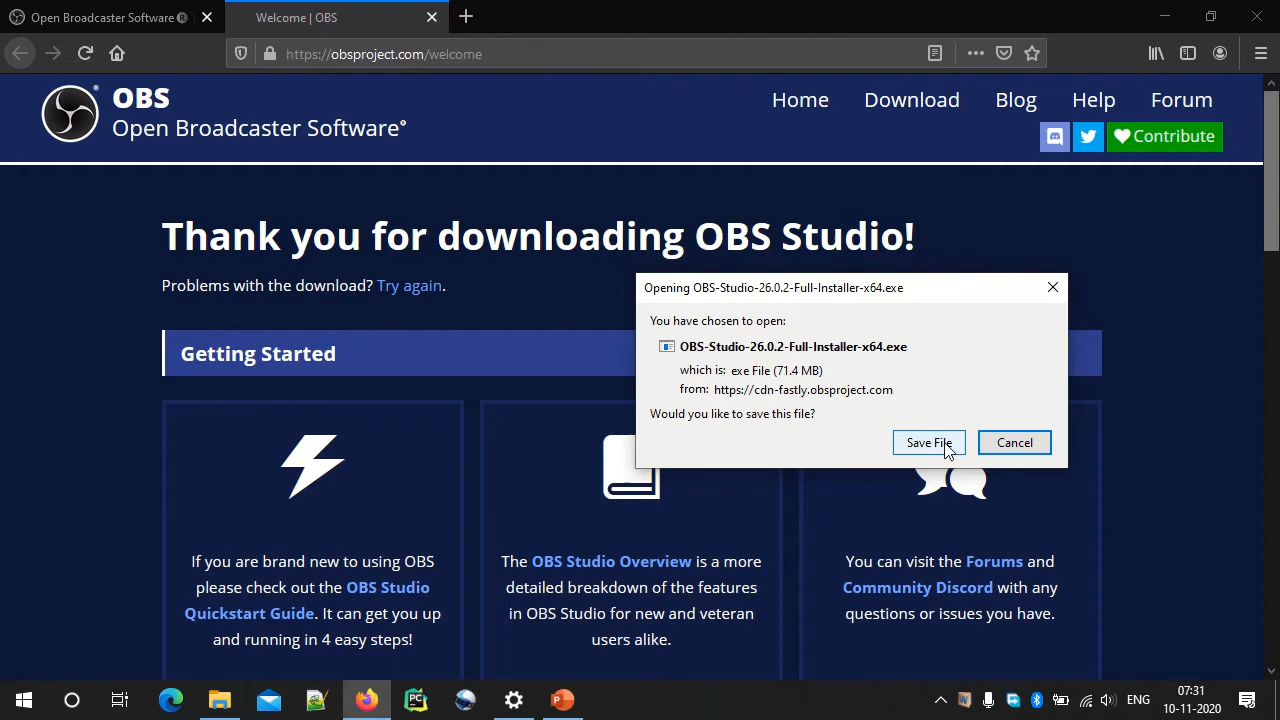 Open Broadcaster Software®
Welcome | OBS
https://obsproject.com/welcome
OBS
Open Broadcaster Software®
Home
Download
Blog
Help
Forum
Contribute
Thank you for downloading OBS Studio!
Problems with the download? Try again.
Getting Started
Opening OBS-Studio-26.0.2-Full-Installer-x64.exe
You have chosen to open:
OBS-Studio-26.0.2-Full-Installer-x64.exe
which is: exe File (71.4 MB)
from: https://cdn-fastly.obsproject.com
Would you like to save this file?
Save File
Cancel
If you are brand new to using OBS
please check out the OBS Studio
Quickstart Guide. It can get you up
and running in 4 easy steps!
The OBS Studio Overview is a more
detailed breakdown of the features
in OBS Studio for new and veteran
users alike.
You can visit the Forums and
Community Discord with any
questions or issues you have.
ENG
07:31
10-11-2020